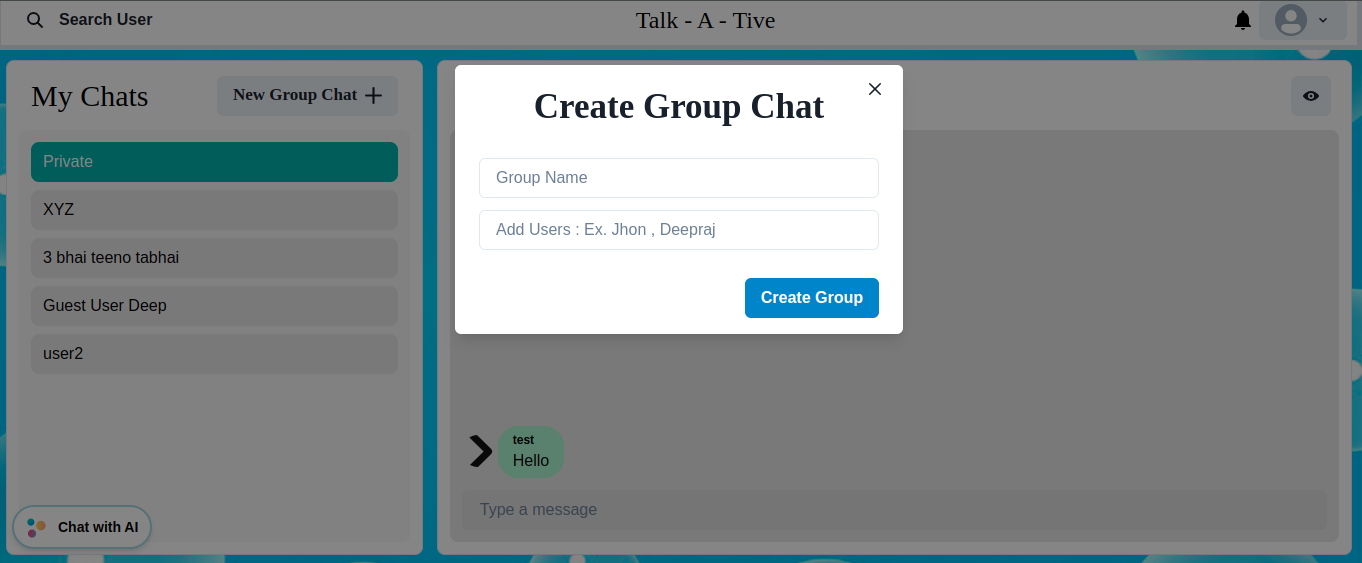 Search User
Talk - A - Tive
My Chats
New Group Chat
Private
XYZ
3 bhai teeno tabhai
Guest User Deep
user2
Chat with AI
Create Group Chat
Group Name
Add Users : Ex. Jhon , Deepraj
Create Group
test
Hello
Type a message